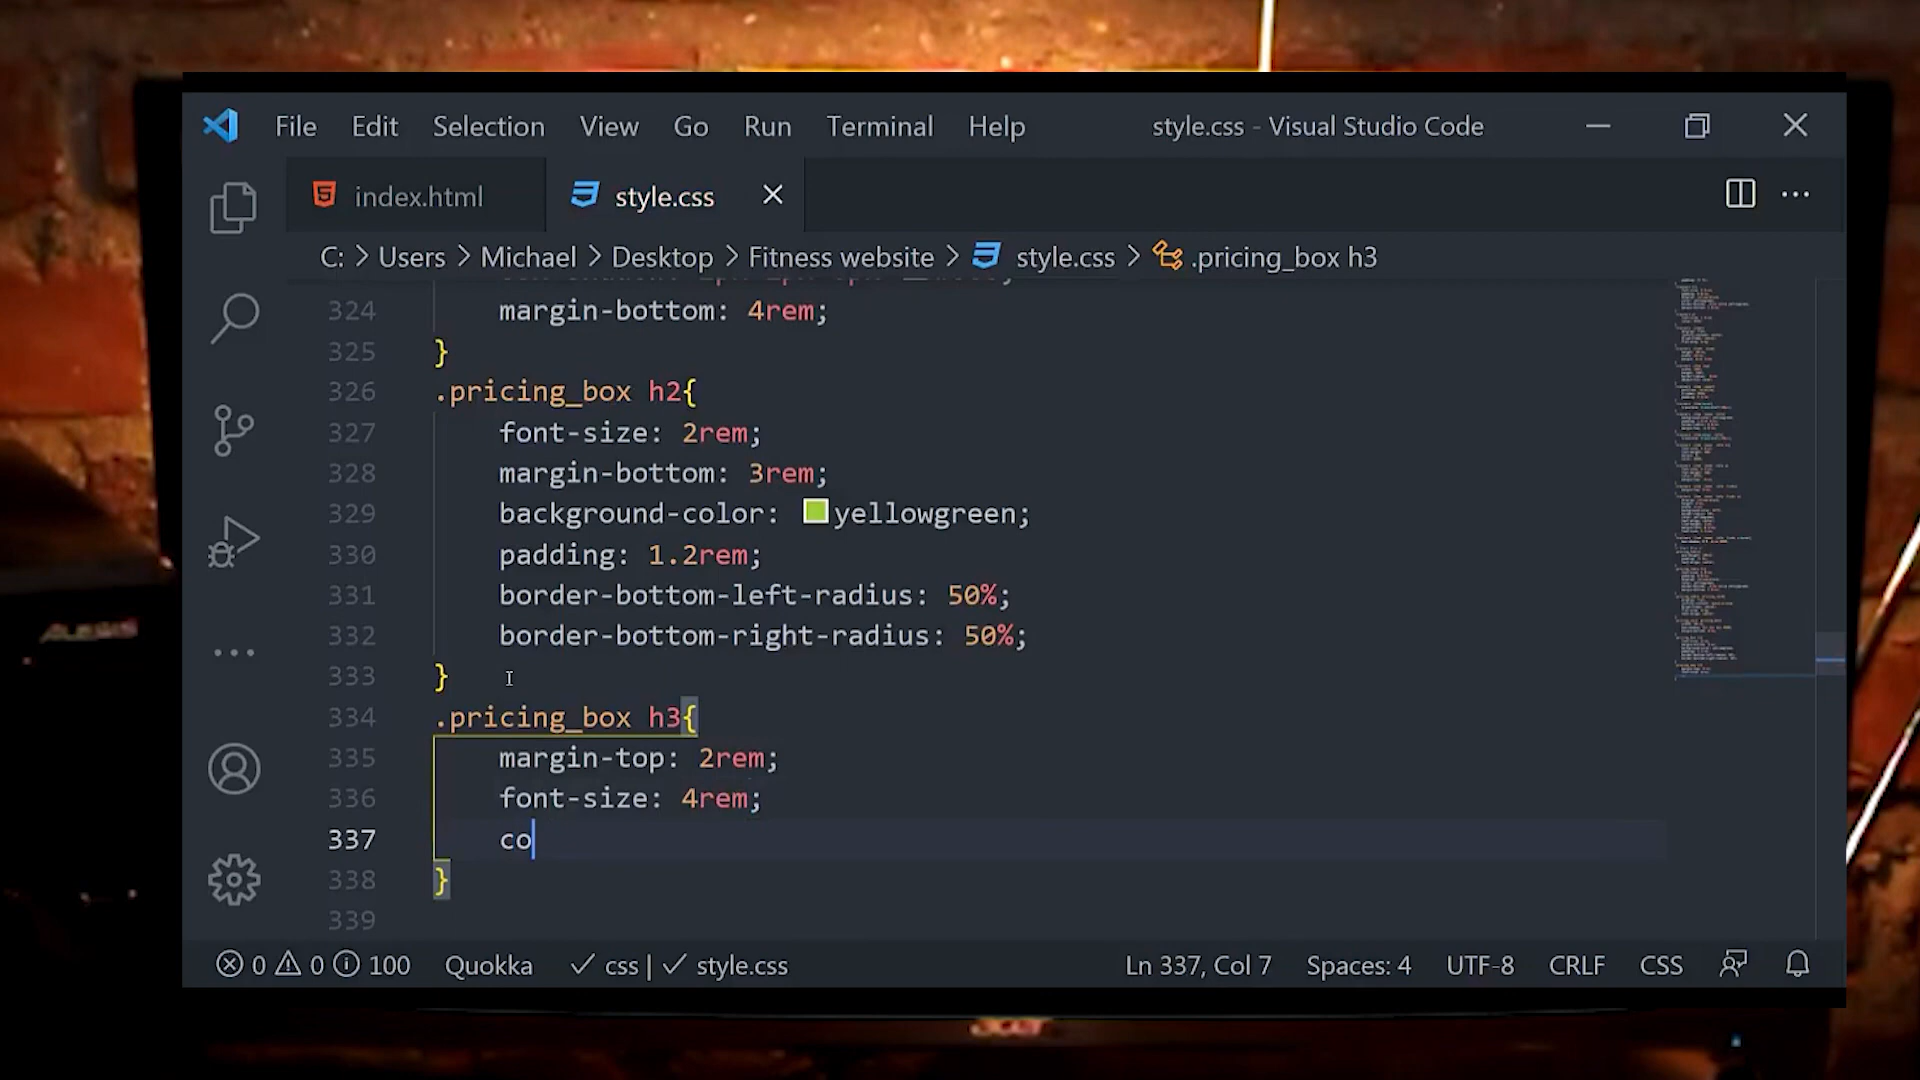 File Edit Selection View Go Run Terminal Help style.css - Visual Studio Code
index.html style.css
C: > Users > Michael > Desktop > Fitness website > style.css > .pricing_box h3
324 margin-bottom: 4rem;
325 }
326 .pricing_box h2{
327 font-size: 2rem;
328 margin-bottom: 3rem;
329 background-color: yellowgreen;
330 padding: 1.2rem;
331 border-bottom-left-radius: 50%;
332 border-bottom-right-radius: 50%;
333 }
334 .pricing_box h3{
335 margin-top: 2rem;
336 font-size: 4rem;
337 co
338 }
339
0 0 100 Quokka css | style.css Ln 337, Col 7 Spaces: 4 UTF-8 CRLF CSS
ALESIS
acer